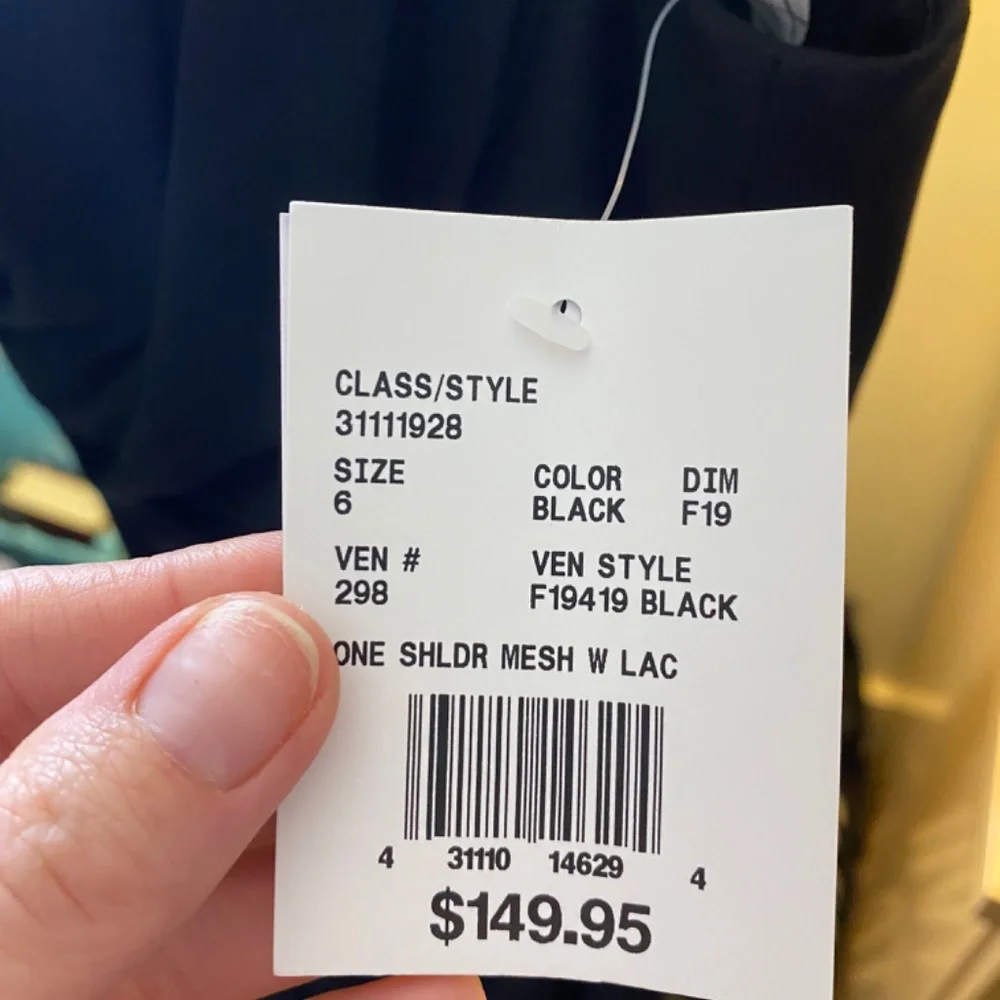 CLASS/STYLE
31111928
SIZE COLOR DIM
6 BLACK F19
VEN # VEN STYLE
298 F19419 BLACK
ONE SHLDR MESH W LAC
4 31110 14629 4
$149.95